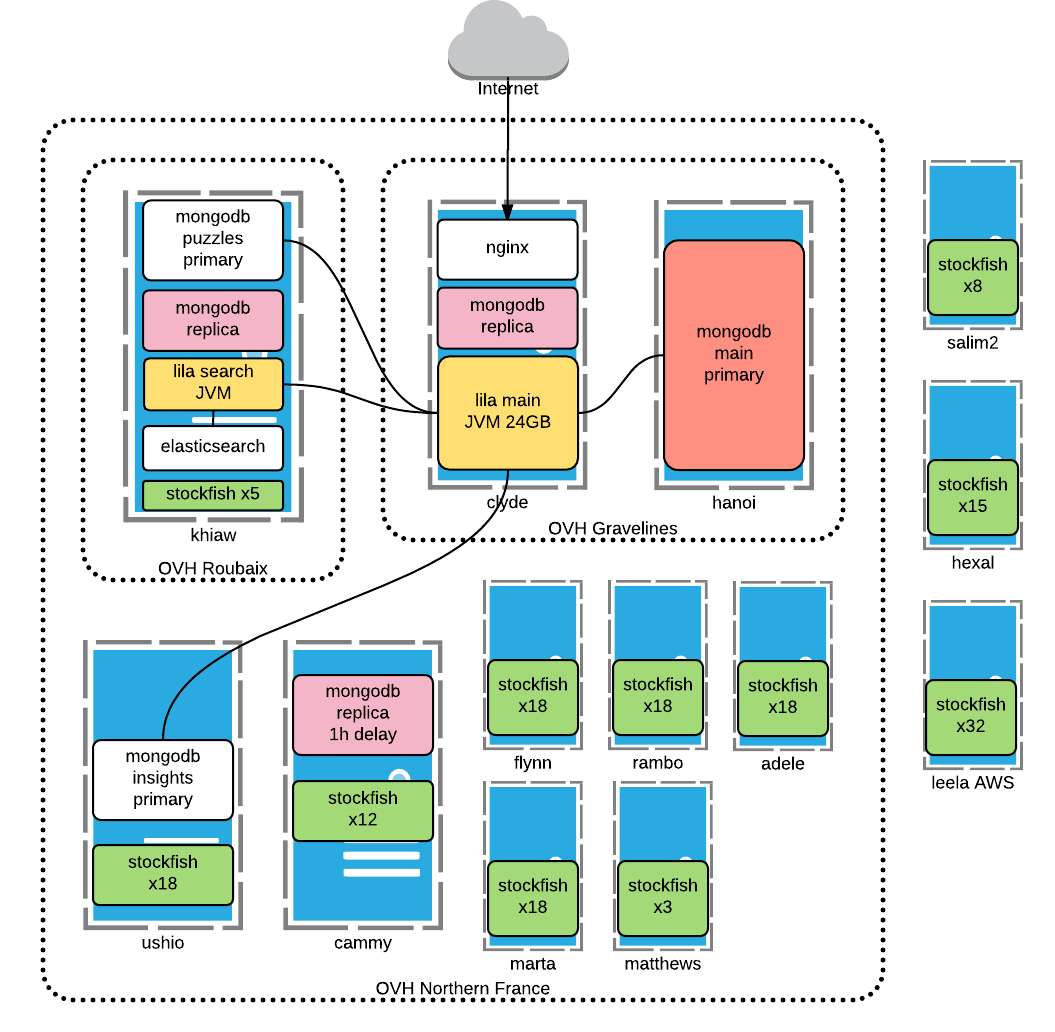 Internet
mongodb
puzzles
primary
mongodb
replica
lila search
JVM
elasticsearch
stockfish x5
khiaw
OVH Roubaix
nginx
mongodb
replica
lila main
JVM 24GB
clyde
mongodb
main
primary
hanoi
OVH Gravelines
stockfish
x8
salim2
stockfish
x15
hexal
stockfish
x32
leela AWS
mongodb
insights
primary
stockfish
x18
ushio
mongodb
replica
1h delay
stockfish
x12
cammy
stockfish
x18
flynn
stockfish
x18
rambo
stockfish
x18
adele
stockfish
x18
marta
stockfish
x3
matthews
OVH Northern France